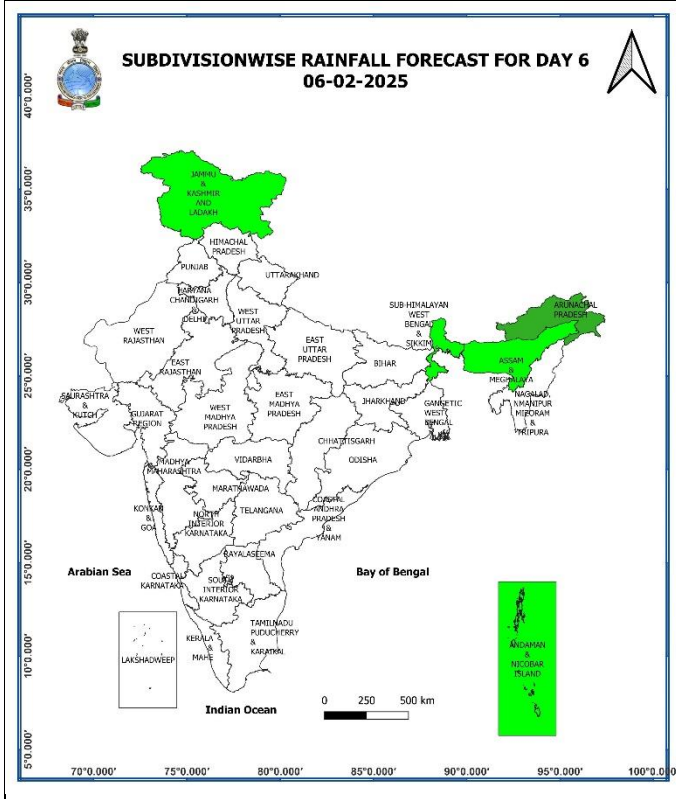 SUBDIVISIONWISE RAINFALL FORECAST FOR DAY 6
06-02-2025
40°0.000'
35°0.000'
30°0.000'
25°0.000'
20°0.000'
15°0.000'
10°0.000'
5°0.000'
JAMMU
&
KASHMIR
AND
LADAKH
HIMACHAL
PRADESH
PUNJAB
UTTARAKHAND
HARYANA
CHANDIGARH
&
DELHI
WEST
UTTAR
PRADESH
WEST
RAJASTHAN
EAST
RAJASTHAN
EAST
UTTAR
PRADESH
SUB-HIMALAYAN
WEST
BENGAL
&
SIKKIM
ARUNACHAL
PRADESH
BIHAR
ASSAM
&
MEGHALAYA
SAURASHTRA
&
KUTCH
GUJARAT
REGION
WEST
MADHYA
PRADESH
EAST
MADHYA
PRADESH
JHARKHAND
GANGETIC
WEST
BENGAL
NAGALAD,
NMANIPUR
MIZORAM
&
TRIPURA
CHHATTISGARH
ODISHA
MADHYA
MAHARASHTRA
VIDARBHA
MARATHAWADA
KONKAN
&
GOA
NORTH
INTERIOR
KARNATAKA
TELANGANA
COASTAL
ANDHRA
PRADESH
&
YANAM
RAYALASEEMA
Arabian Sea
Bay of Bengal
COASTAL
KARNATAKA
SOUTH
INTERIOR
KARNATAKA
TAMILNADU
PUDUCHERRY
&
KARAIKAL
KERALA
&
MAHE
LAKSHADWEEP
ANDAMAN
&
NICOBAR
ISLAND
Indian Ocean
0 250 500 km
70°0.000' 75°0.000' 80°0.000' 85°0.000' 90°0.000' 95°0.000' 100°0.000'